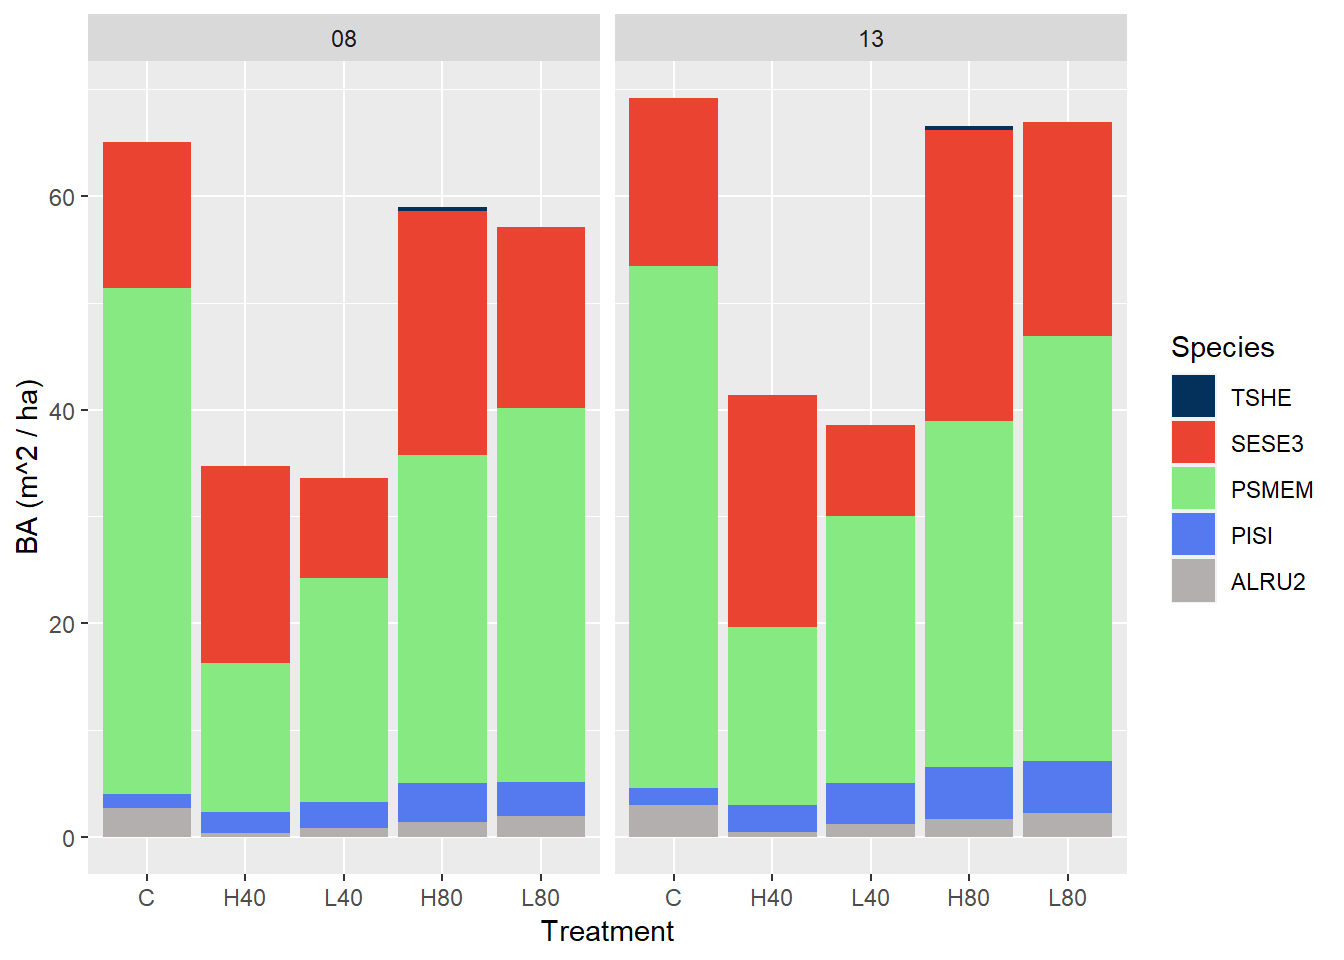 08
13
60
40
20
0
BA (m^2 / ha)
C H40 L40 H80 L80
C H40 L40 H80 L80
Treatment
Species
TSHE
SESE3
PSMEM
PISI
ALRU2